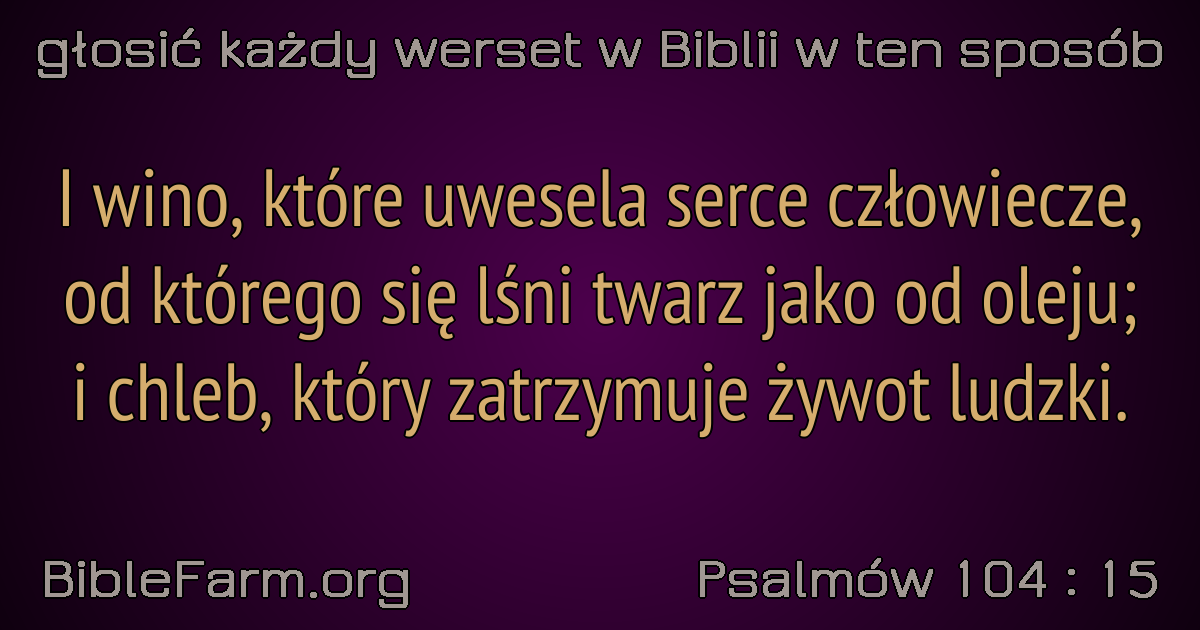 głosić każdy werset w Biblii w ten sposób
I wino, które uwesela serce człowiecze,
od którego się lśni twarz jako od oleju;
i chleb, który zatrzymuje żywot ludzki.
BibleFarm.org
Psalmów 104 : 15